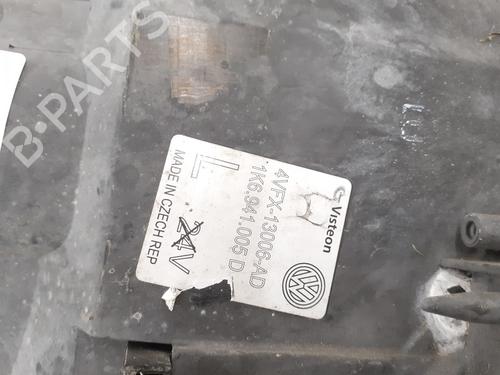 B-PARTS
Visteon
4VFX-13006-AD
1K6.941.005 D
L
24V
MADE IN CZECH REP